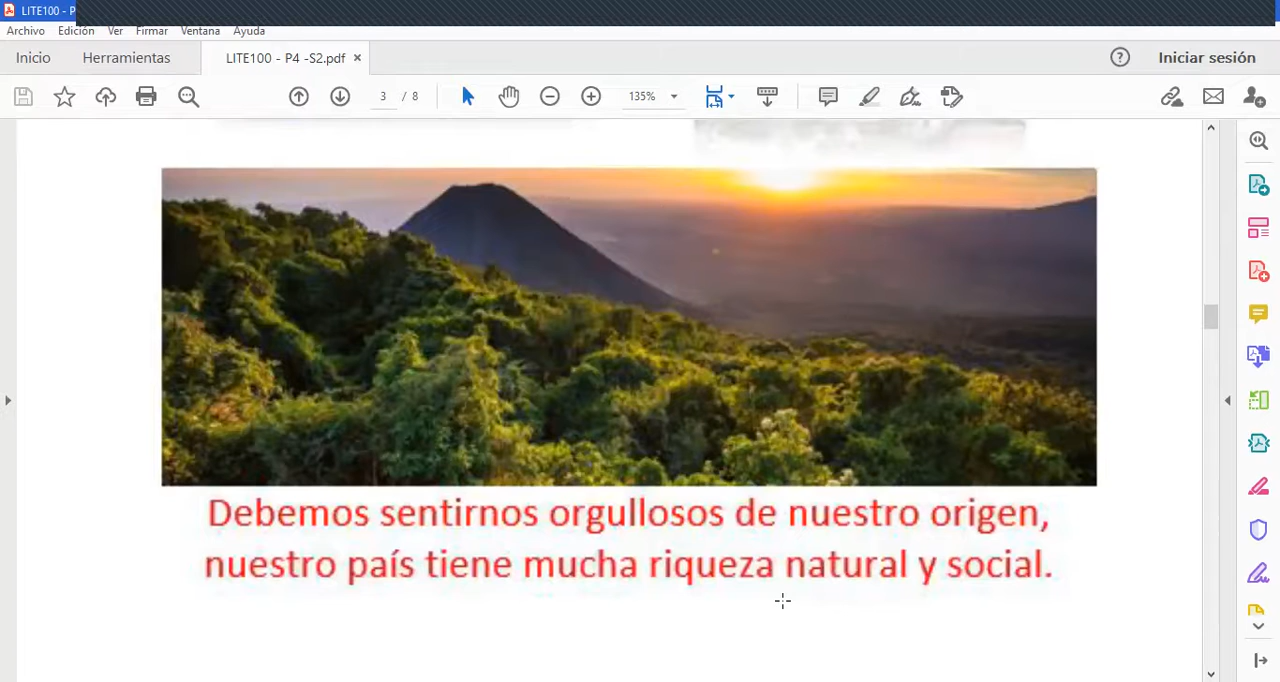 LITE100 - P
Archivo Edición Ver Firmar Ventana Ayuda
Inicio Herramientas LITE100 - P4 -S2.pdf × Iniciar sesión
3 / 8 135%
Debemos sentirnos orgullosos de nuestro origen,
nuestro país tiene mucha riqueza natural y social.